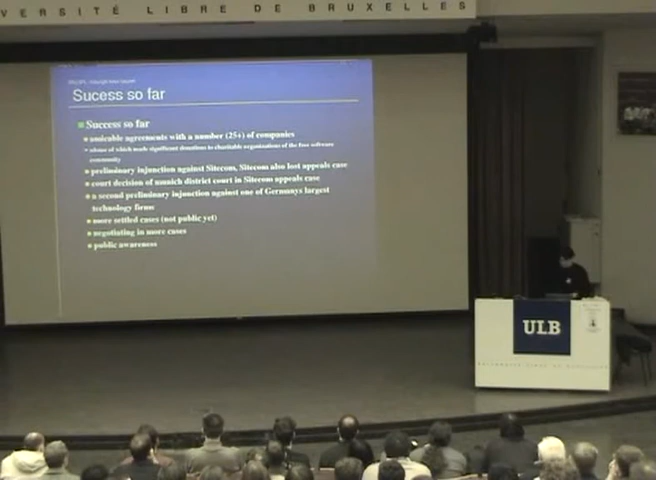 VERSITÉ LIBRE DE BRUXELLES
Sucess so far
Success so far
amicable agreements with a number (25+) of companies
some of which made significant donations to charitable organizations of the free software
community
preliminary injunction against Sitecom, Sitecom also lost appeals case
court decision of munich district court in Sitecom appeals case
a second preliminary injunction against one of Germanys largest
technology firms
more settled cases (not public yet)
negotiating in more cases
public awareness
ULB